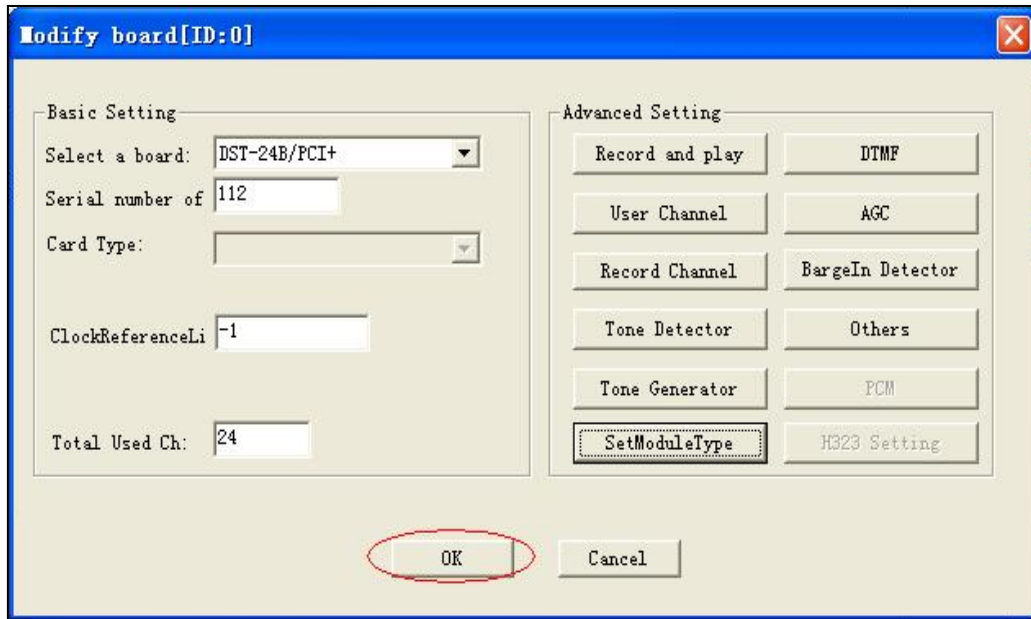 Modify board[ID:0]
Basic Setting
Select a board: DST-24B/PCI+
Serial number of 112
Card Type:
ClockReferenceLi -1
Total Used Ch: 24
Advanced Setting
Record and play DTMF
User Channel AGC
Record Channel BargeIn Detector
Tone Detector Others
Tone Generator PCM
SetModuleType H323 Setting
OK Cancel